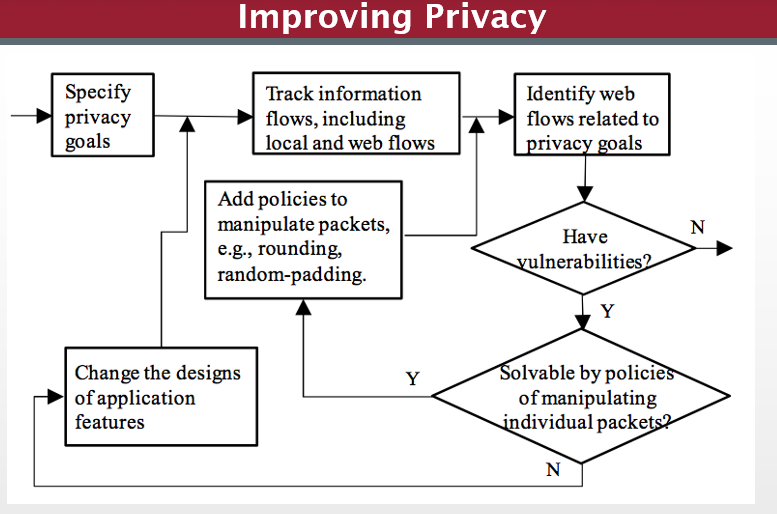 Improving Privacy
Specify
privacy
goals
Track information
flows, including
local and web flows
Identify web
flows related to
privacy goals
Add policies to
manipulate packets,
e.g., rounding,
random-padding.
Have
vulnerabilities?
N
Y
Change the designs
of application
features
Y
Solvable by policies
of manipulating
individual packets?
N